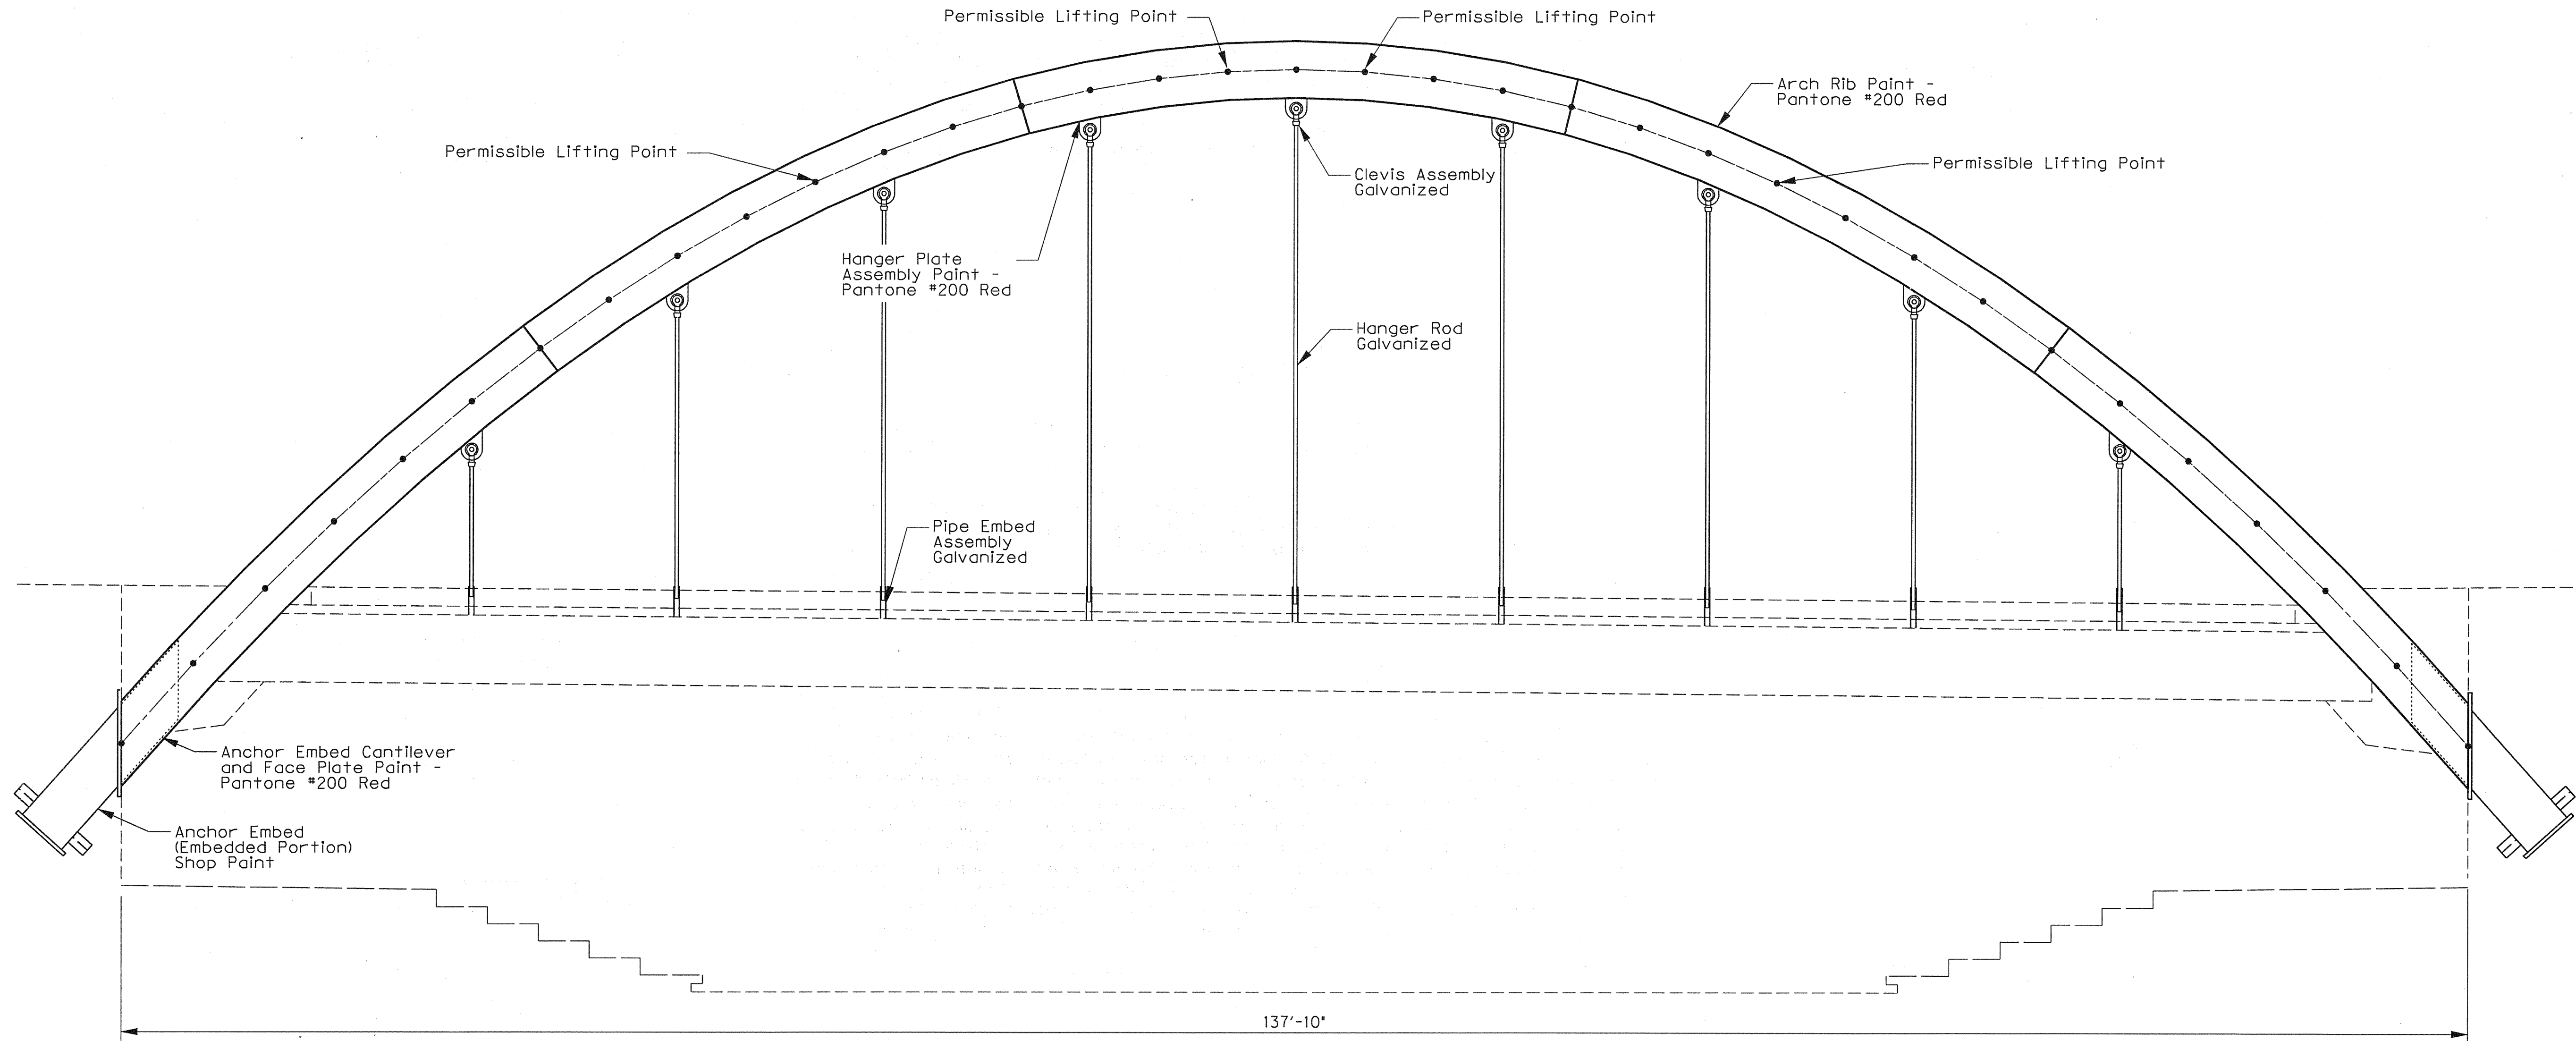 Permissible Lifting Point
Permissible Lifting Point
Arch Rib Paint -
Pantone #200 Red
Permissible Lifting Point
Permissible Lifting Point
Clevis Assembly
Galvanized
Hanger Plate
Assembly Paint -
Pantone #200 Red
Hanger Rod
Galvanized
Pipe Embed
Assembly
Galvanized
Anchor Embed Cantilever
and Face Plate Paint -
Pantone #200 Red
Anchor Embed
(Embedded Portion)
Shop Paint
137'-10"